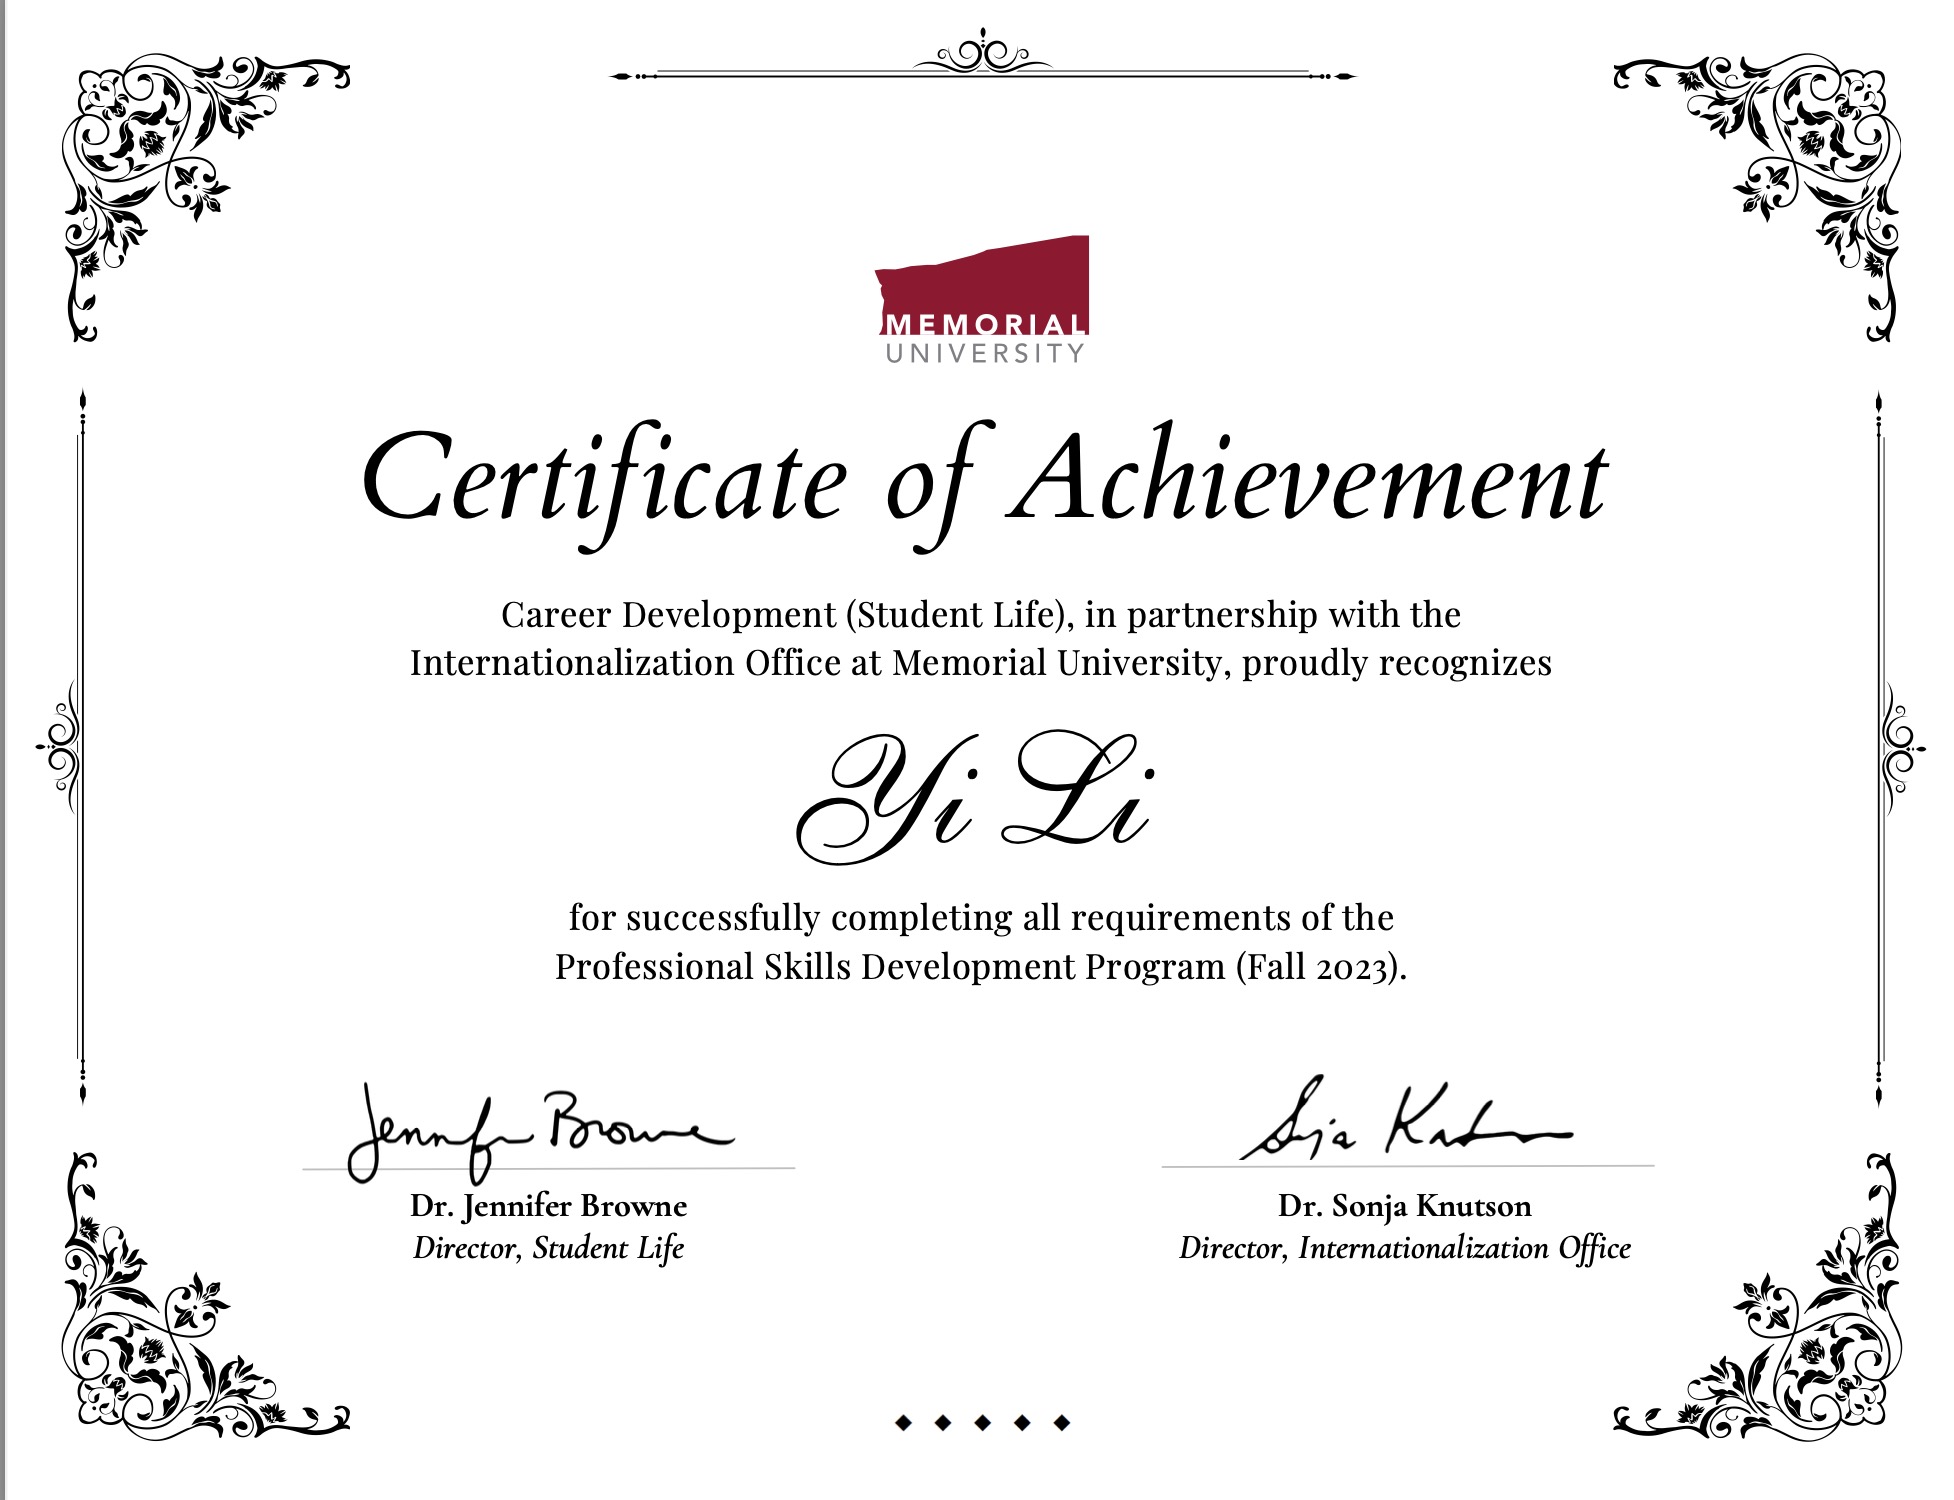 MEMORIAL
UNIVERSITY
Certificate of Achievement
Career Development (Student Life), in partnership with the
Internationalization Office at Memorial University, proudly recognizes
Yi Li
for successfully completing all requirements of the
Professional Skills Development Program (Fall 2023).
Jennifer Browne
Dr. Jennifer Browne
Director, Student Life
Sonja Knutson
Dr. Sonja Knutson
Director, Internationalization Office